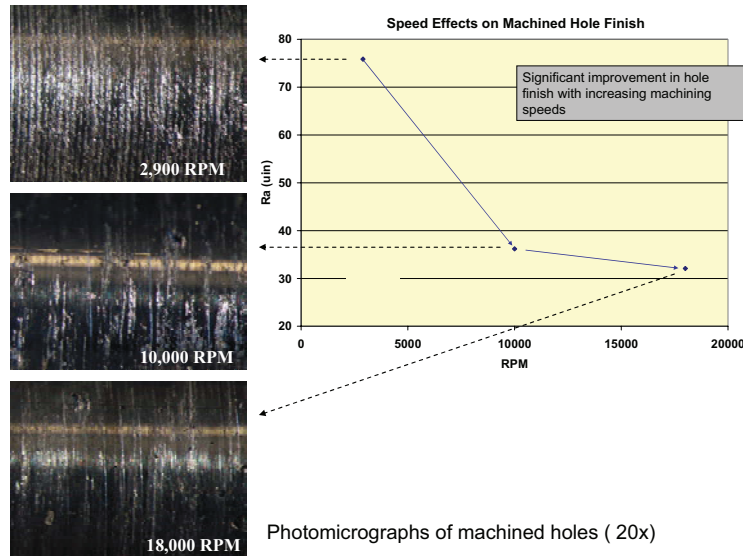 2,900 RPM
10,000 RPM
18,000 RPM
Speed Effects on Machined Hole Finish
80
70
60
50
40
30
20
Ra (uin)
Significant improvement in hole
finish with increasing machining
speeds
0 5000 10000 15000 20000
RPM
Photomicrographs of machined holes ( 20x)